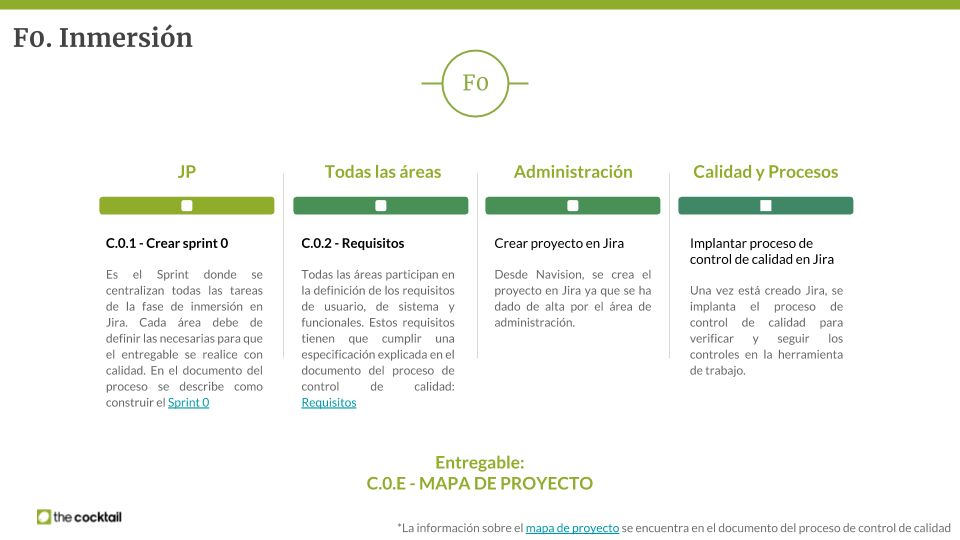 F0. Inmersión
F0
JP
C.0.1 - Crear sprint 0
Es el Sprint donde se
centralizan todas las tareas
de la fase de inmersión en
Jira. Cada área debe de
definir las necesarias para que
el entregable se realice con
calidad. En el documento del
proceso se describe como
construir el Sprint 0
Todas las áreas
C.0.2 - Requisitos
Todas las áreas participan en
la definición de los requisitos
de usuario, de sistema y
funcionales. Estos requisitos
tienen que cumplir una
especificación explicada en el
documento del proceso de
control de calidad:
Requisitos
Administración
Crear proyecto en Jira
Desde Navision, se crea el
proyecto en Jira ya que se ha
dado de alta por el área de
administración.
Calidad y Procesos
Implantar proceso de
control de calidad en Jira
Una vez está creado Jira, se
implanta el proceso de
control de calidad para
verificar y seguir los
controles en la herramienta
de trabajo.
Entregable:
C.0.E - MAPA DE PROYECTO
the cocktail
*La información sobre el mapa de proyecto se encuentra en el documento del proceso de control de calidad